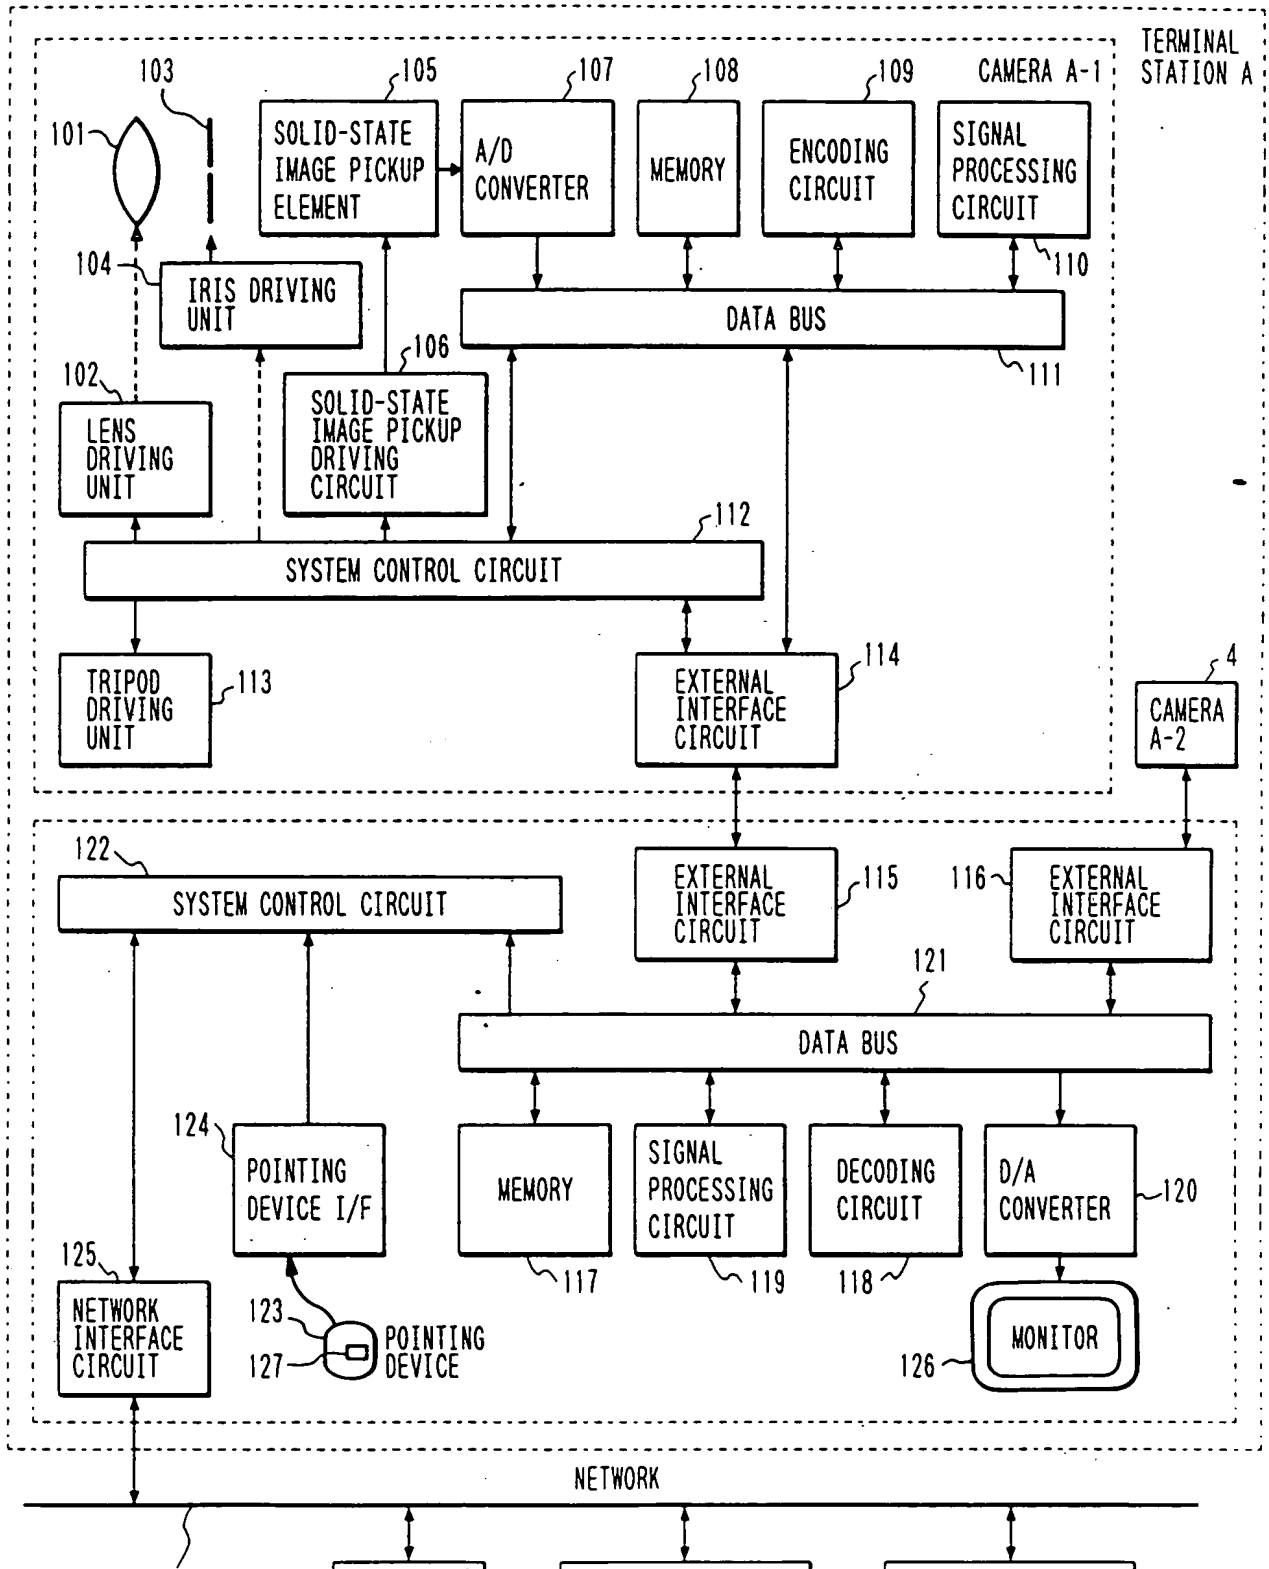 TERMINAL
STATION A
CAMERA A-1
103
105
107
108
109
101
SOLID-STATE
IMAGE PICKUP
ELEMENT
A/D
CONVERTER
MEMORY
ENCODING
CIRCUIT
SIGNAL
PROCESSING
CIRCUIT
110
104
IRIS DRIVING
UNIT
DATA BUS
111
106
102
LENS
DRIVING
UNIT
SOLID-STATE
IMAGE PICKUP
DRIVING
CIRCUIT
112
SYSTEM CONTROL CIRCUIT
TRIPOD
DRIVING
UNIT
113
EXTERNAL
INTERFACE
CIRCUIT
114
4
CAMERA
A-2
122
SYSTEM CONTROL CIRCUIT
EXTERNAL
INTERFACE
CIRCUIT
115
116
EXTERNAL
INTERFACE
CIRCUIT
121
DATA BUS
124
POINTING
DEVICE I/F
MEMORY
117
SIGNAL
PROCESSING
CIRCUIT
119
DECODING
CIRCUIT
118
D/A
CONVERTER
120
125
NETWORK
INTERFACE
CIRCUIT
123
127
POINTING
DEVICE
MONITOR
126
NETWORK